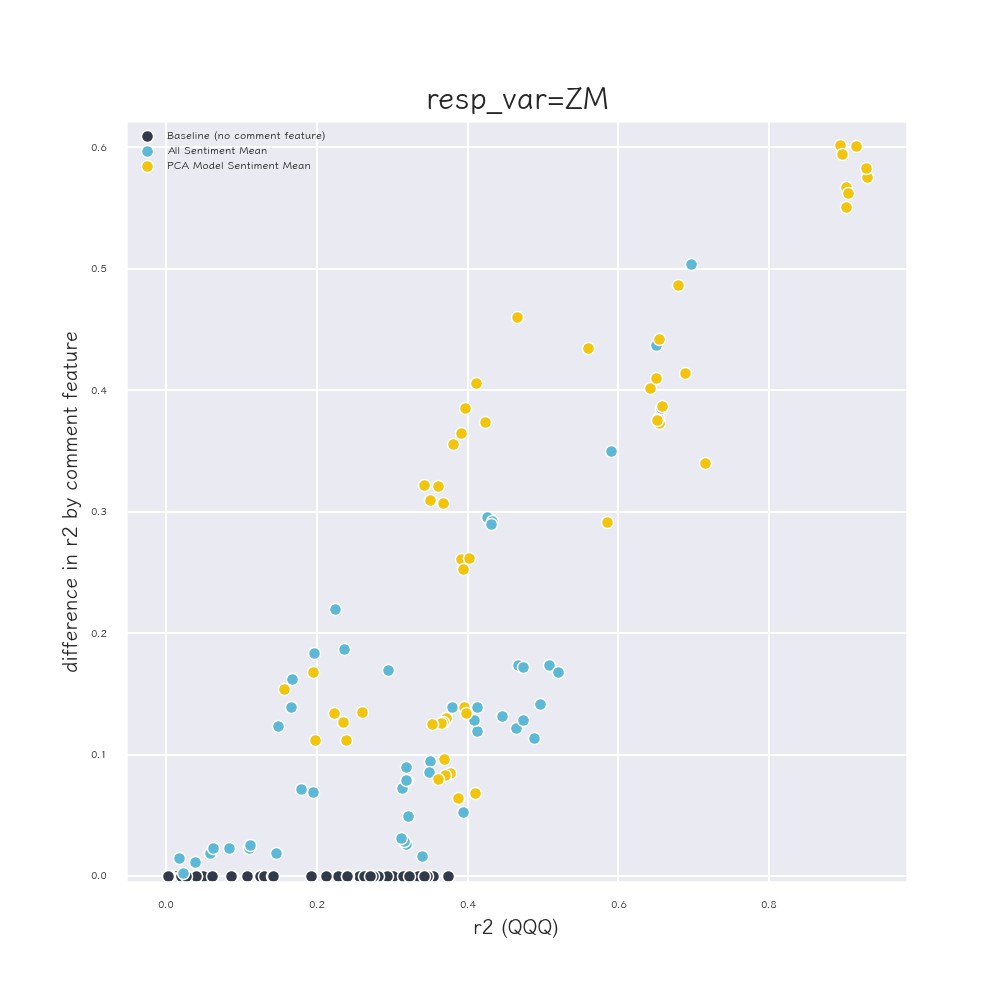 resp_var=ZM
Baseline (no comment feature)
All Sentiment Mean
PCA Model Sentiment Mean
difference in r2 by comment feature
0.6
0.5
0.4
0.3
0.2
0.1
0.0
0.0 0.2 0.4 0.6 0.8
r2 (QQQ)